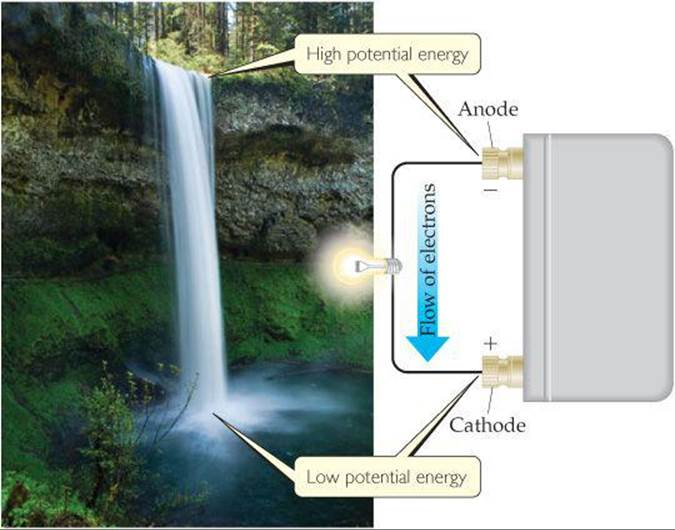 High potential energy
Anode
−
Flow of electrons
+
Cathode
Low potential energy